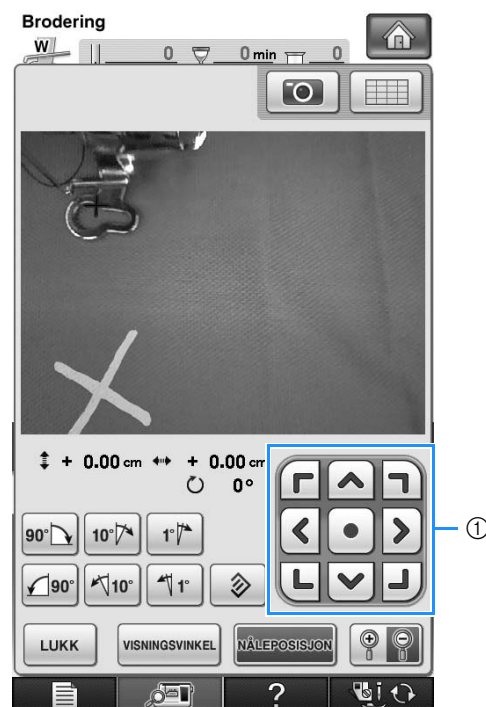 Brodering
W 0 0 min 0
+ 0.00 cm + 0.00 cm
0°
90° 10° 1°
90° 10° 1°
LUKK VISNINGSVINKEL NÅLEPOSISJON
?
①